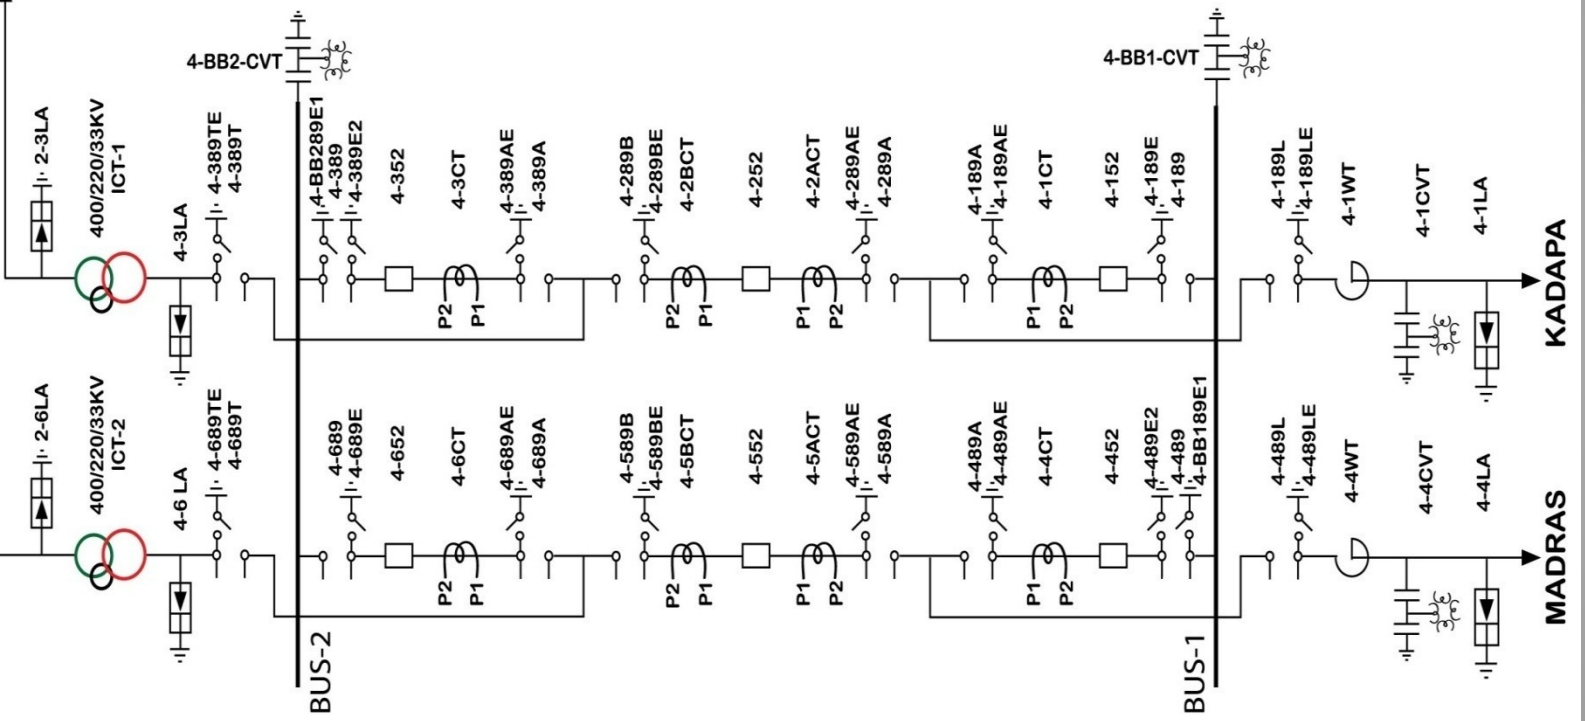 4-BB2-CVT
4-BB1-CVT
2-3LA
400/220/33KV
ICT-1
4-3LA
4-389TE
4-389T
4-BB289E1
4-389
4-389E2
4-352
4-3CT
4-389AE
4-389A
4-289B
4-289BE
4-2BCT
4-252
4-2ACT
4-289AE
4-289A
4-189A
4-189AE
4-1CT
4-152
4-189E
4-189
4-189L
4-189LE
4-1WT
4-1CVT
4-1LA
KADAPA
P2
P1
P2
P1
P1
P2
P1
P2
2-6LA
400/220/33KV
ICT-2
4-6 LA
4-689TE
4-689T
4-689
4-689E
4-652
4-6CT
4-689AE
4-689A
4-589B
4-589BE
4-5BCT
4-552
4-5ACT
4-589AE
4-589A
4-489A
4-489AE
4-4CT
4-452
4-489E2
4-489
4-BB189E1
4-489L
4-489LE
4-4WT
4-4CVT
4-4LA
MADRAS
P2
P1
P2
P1
P1
P2
P1
P2
BUS-2
BUS-1